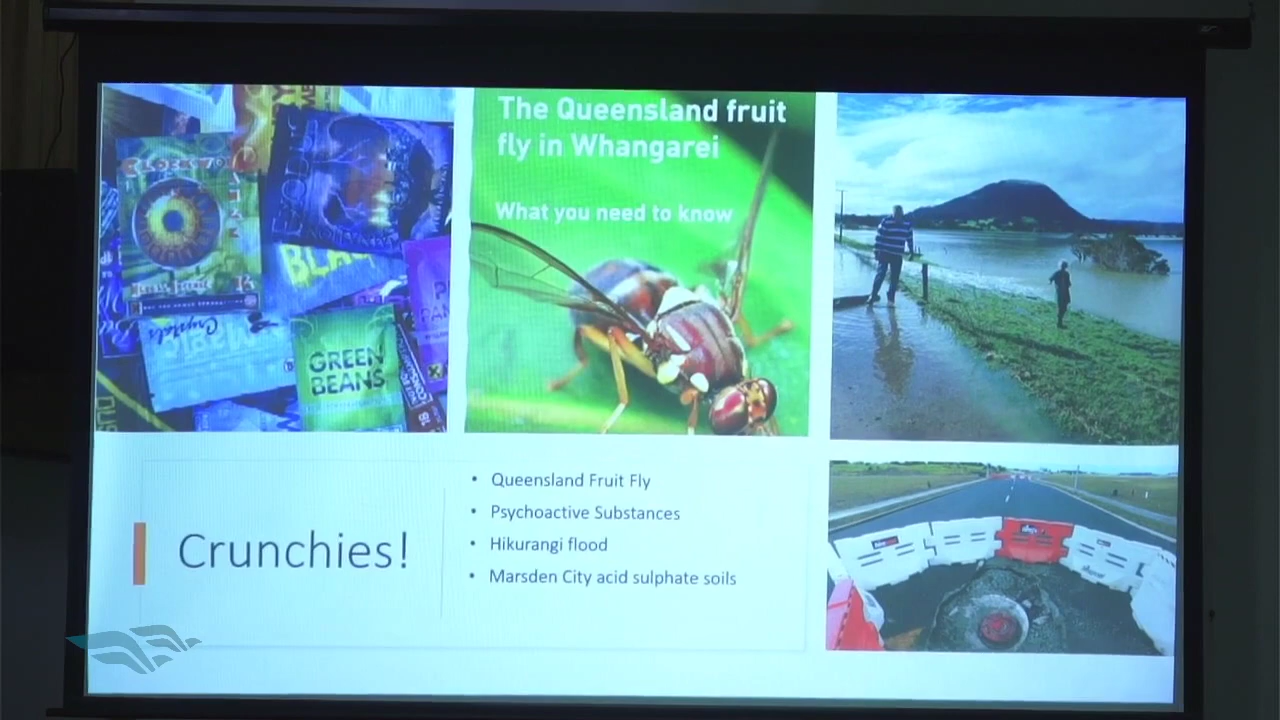 The Queensland fruit
fly in Whangarei
What you need to know
GREEN
BEANS
Crunchies!
• Queensland Fruit Fly
• Psychoactive Substances
• Hikurangi flood
• Marsden City acid sulphate soils